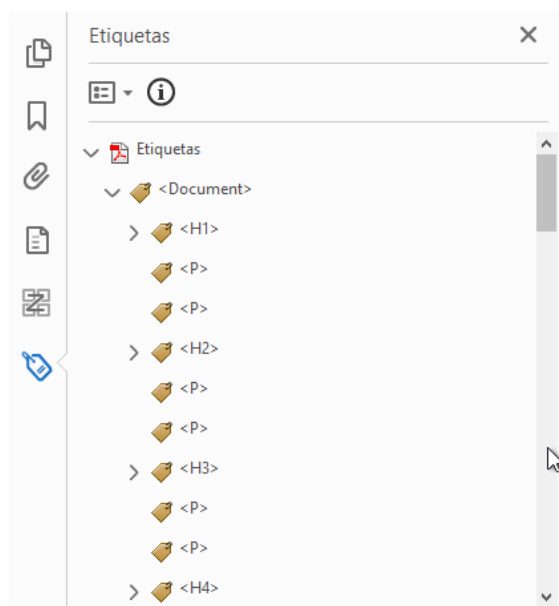 Etiquetas
Etiquetas
<Document>
<H1>
<P>
<P>
<H2>
<P>
<P>
<H3>
<P>
<P>
<H4>